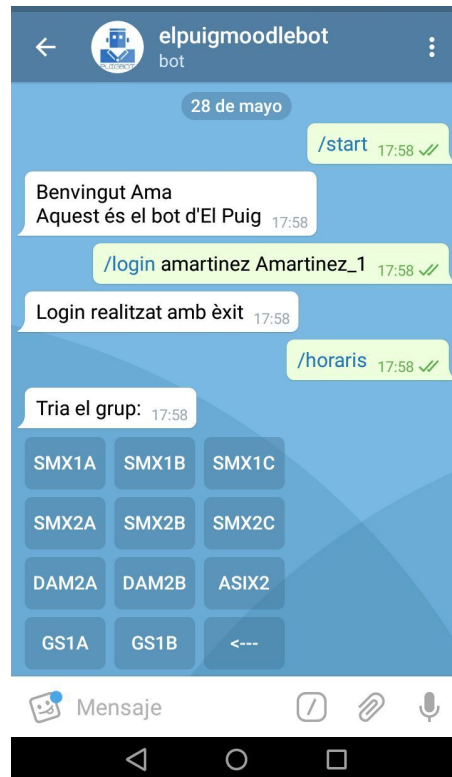 elpuigmoodlebot
bot
PUIGBOT
28 de mayo
/start 17:58
Benvingut Ama
Aquest és el bot d'El Puig 17:58
/login amartinez Amartinez_1 17:58
Login realitzat amb èxit 17:58
/horaris 17:58
Tria el grup: 17:58
SMX1A SMX1B SMX1C
SMX2A SMX2B SMX2C
DAM2A DAM2B ASIX2
GS1A GS1B <---
Mensaje